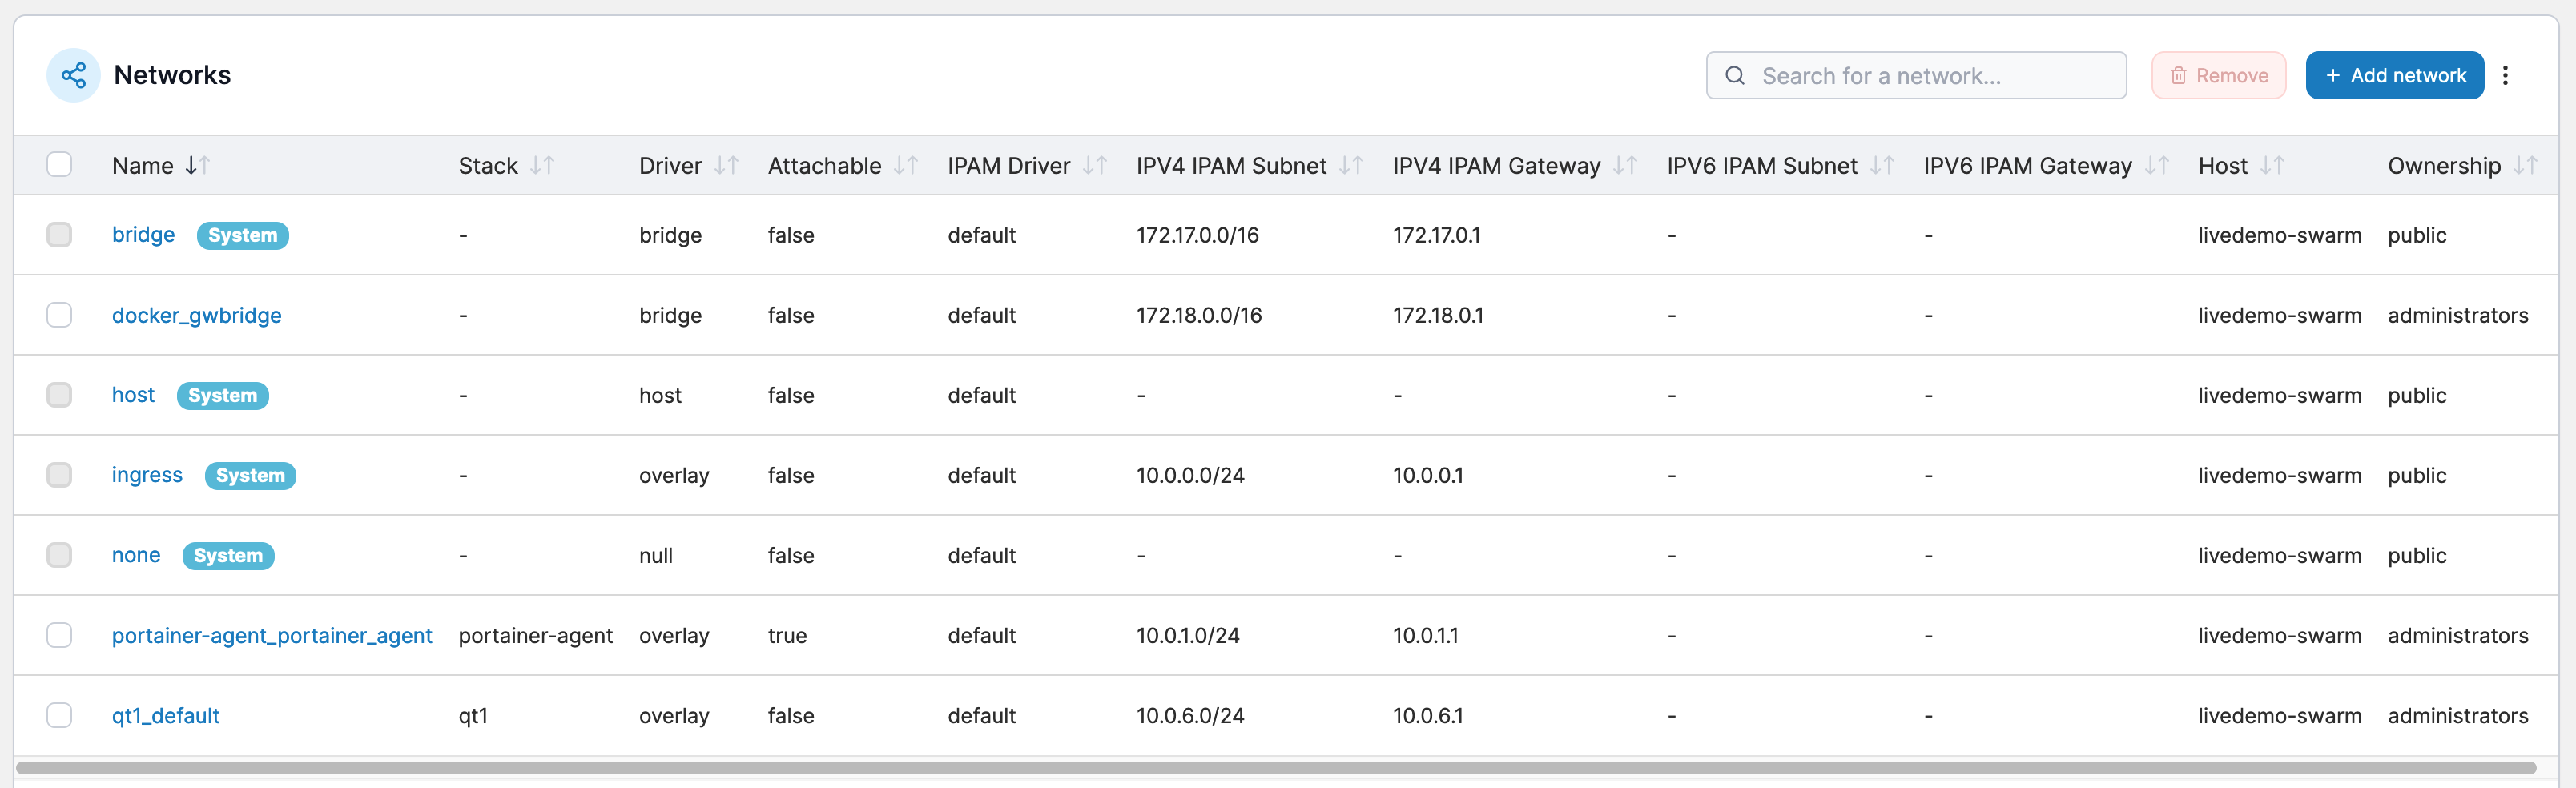 Networks Search for a network... Remove Add network
Name Stack Driver Attachable IPAM Driver IPV4 IPAM Subnet IPV4 IPAM Gateway IPV6 IPAM Subnet IPV6 IPAM Gateway Host Ownership
bridge System - bridge false default 172.17.0.0/16 172.17.0.1 - - livedemo-swarm public
docker_gwbridge - bridge false default 172.18.0.0/16 172.18.0.1 - - livedemo-swarm administrators
host System - host false default - - - - livedemo-swarm public
ingress System - overlay false default 10.0.0.0/24 10.0.0.1 - - livedemo-swarm public
none System - null false default - - - - livedemo-swarm public
portainer-agent_portainer_agent portainer-agent overlay true default 10.0.1.0/24 10.0.1.1 - - livedemo-swarm administrators
qt1_default qt1 overlay false default 10.0.6.0/24 10.0.6.1 - - livedemo-swarm administrators